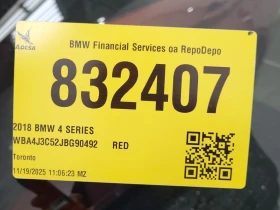 ADESA
BMW Financial Services oa RepoDepo
832407
2018 BMW 4 SERIES
WBA4J3C52JBG90492 RED
Toronto
11/19/2025 11:06:23 MZ